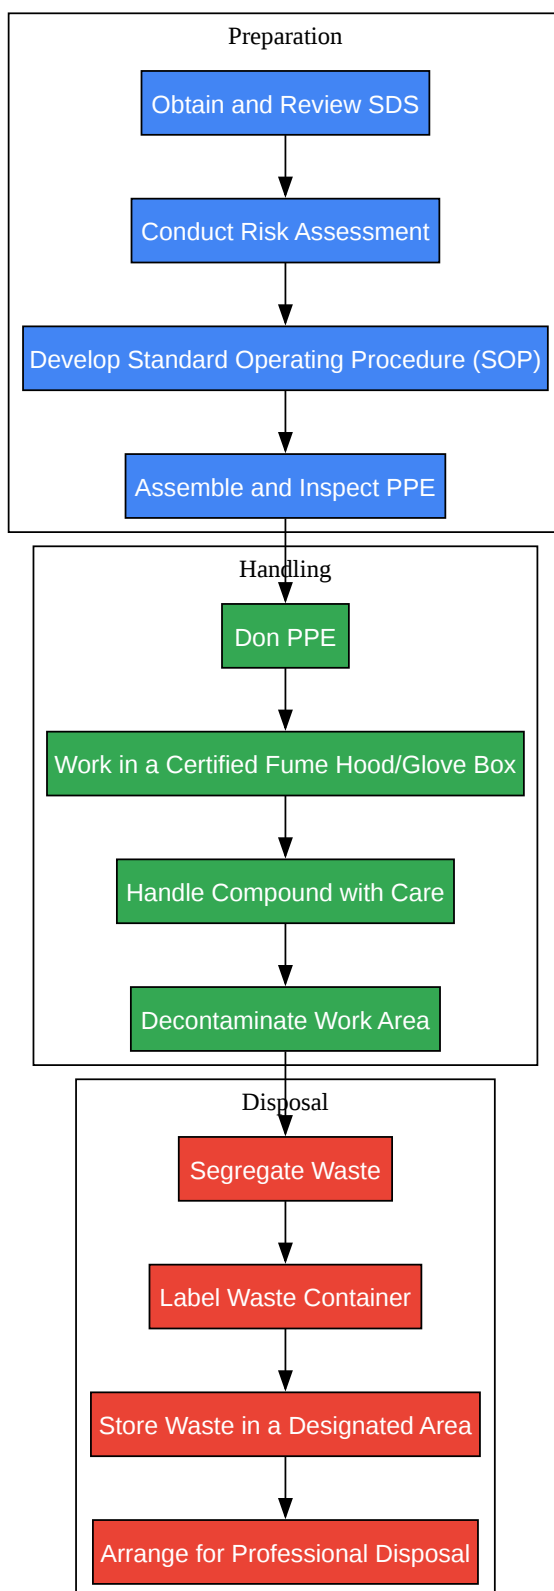 Preparation
Obtain and Review SDS
Conduct Risk Assessment
Develop Standard Operating Procedure (SOP)
Assemble and Inspect PPE
Handling
Don PPE
Work in a Certified Fume Hood/Glove Box
Handle Compound with Care
Decontaminate Work Area
Disposal
Segregate Waste
Label Waste Container
Store Waste in a Designated Area
Arrange for Professional Disposal